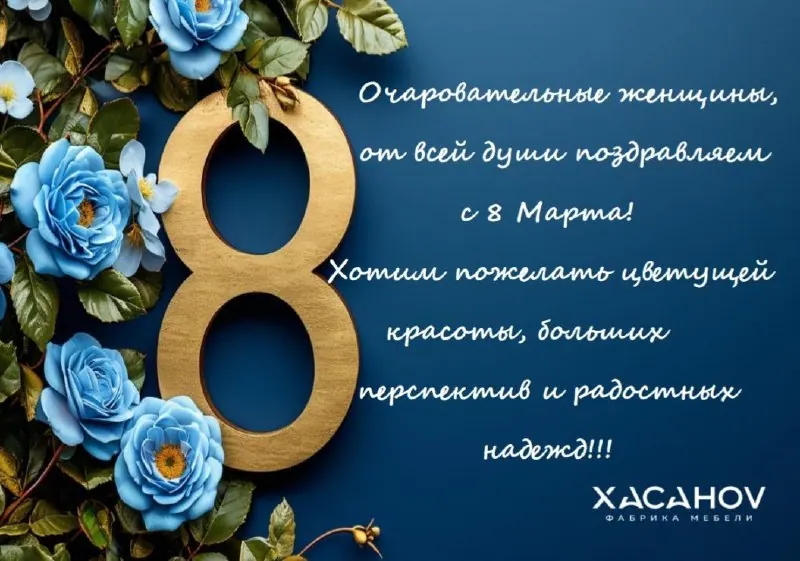 8
Очаровательные женщины,
от всей души поздравляем
с 8 Марта!
Хотим пожелать цветущей
красоты, больших
перспектив и радостных
надежд!!!
XACAHOV
ФАБРИКА МЕБЕЛИ